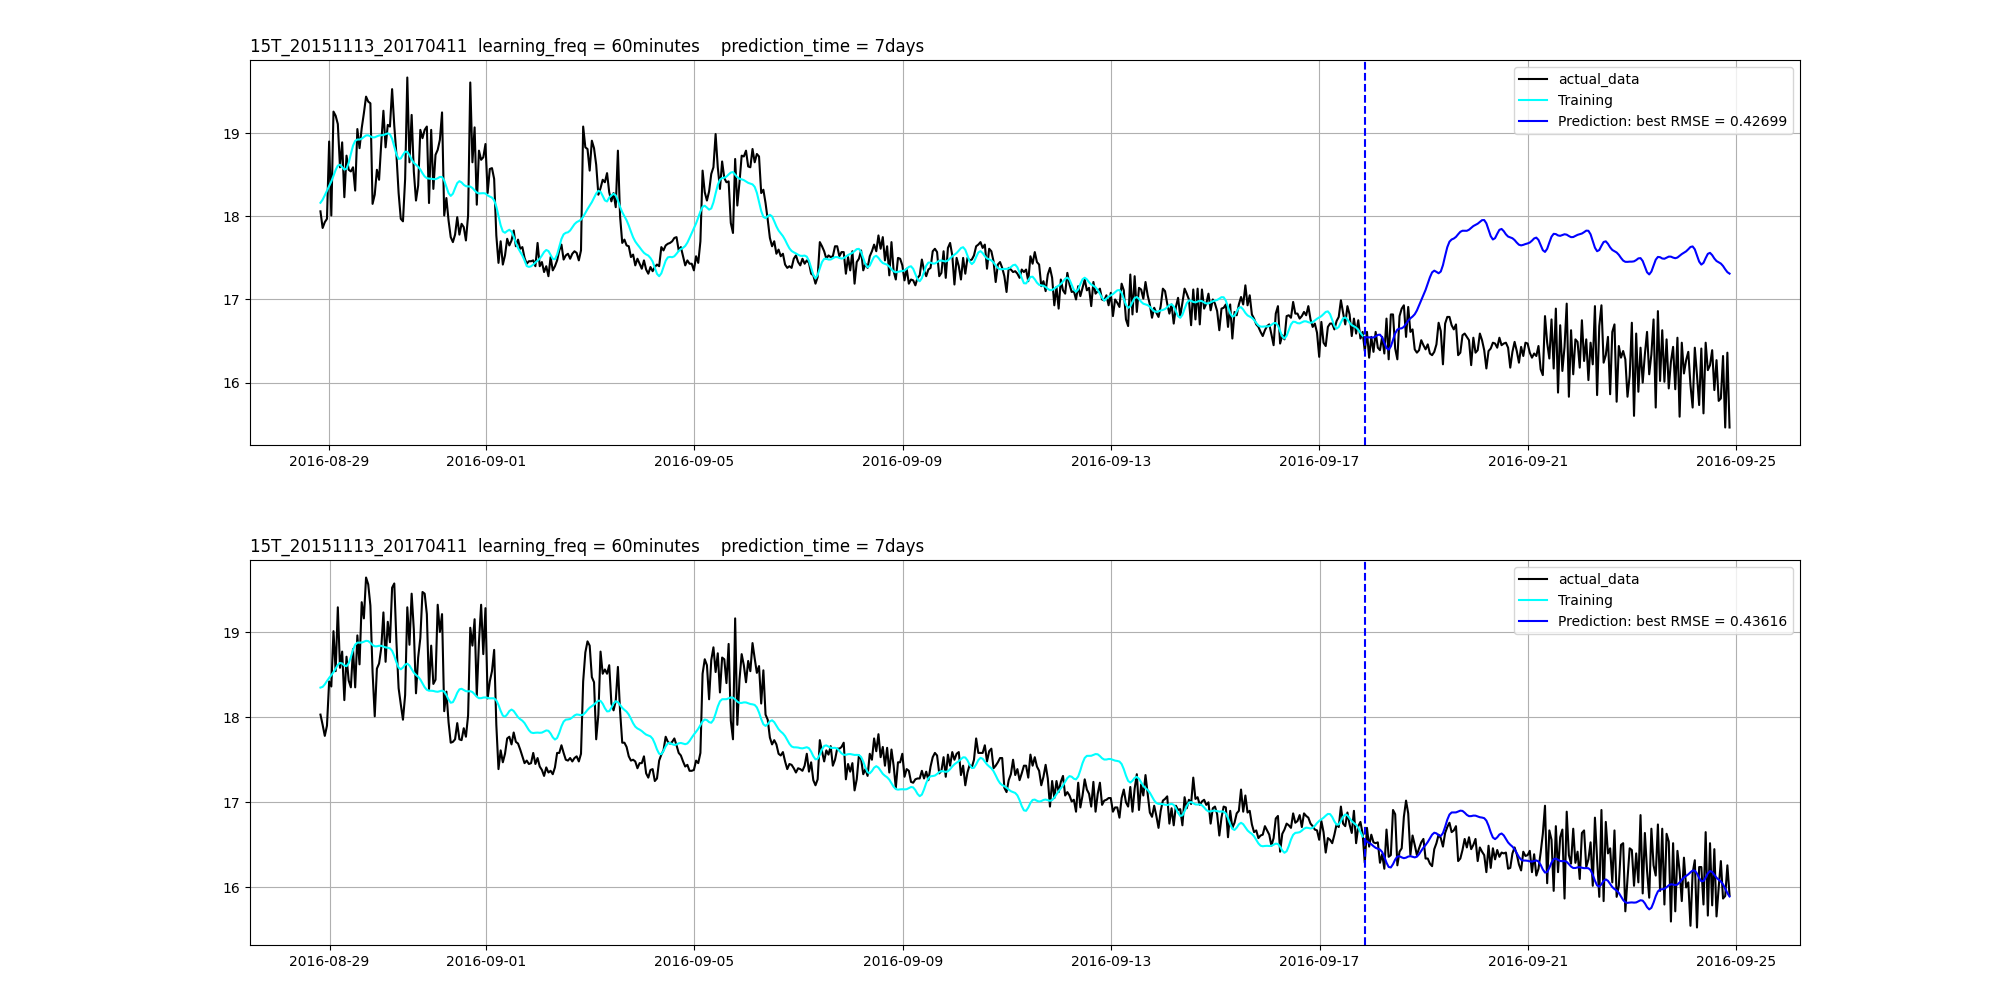 15T_20151113_20170411  learning_freq = 60minutes    prediction_time = 7days
actual_data
Training
Prediction: best RMSE = 0.42699
19
18
17
16
2016-08-29 2016-09-01 2016-09-05 2016-09-09 2016-09-13 2016-09-17 2016-09-21 2016-09-25
15T_20151113_20170411  learning_freq = 60minutes    prediction_time = 7days
actual_data
Training
Prediction: best RMSE = 0.43616
19
18
17
16
2016-08-29 2016-09-01 2016-09-05 2016-09-09 2016-09-13 2016-09-17 2016-09-21 2016-09-25